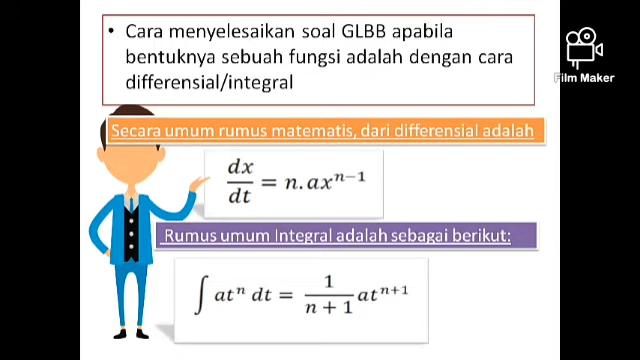 • Cara menyelesaikan soal GLBB apabila
bentuknya sebuah fungsi adalah dengan cara
differensial/integral
Film Maker
Secara umum rumus matematis, dari differensial adalah
dx/dt = n.ax^{n−1}
Rumus umum Integral adalah sebagai berikut:
∫ at^n dt = 1/(n + 1) at^{n+1}